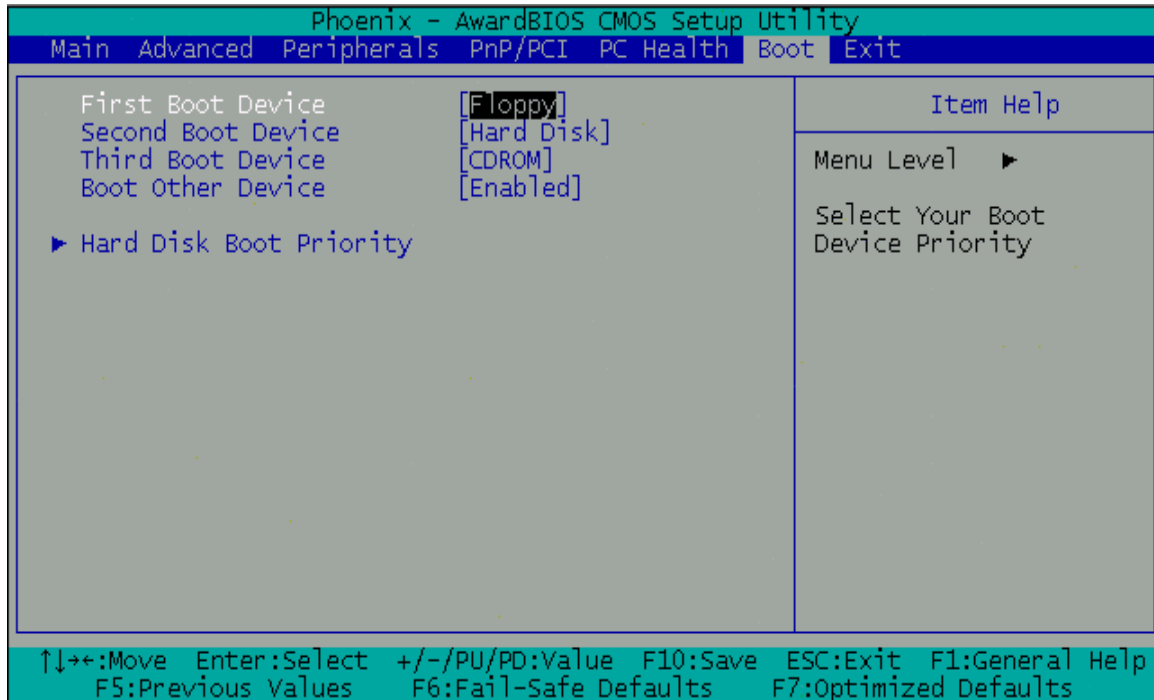 Phoenix - AwardBIOS CMOS Setup Utility
Main Advanced Peripherals PnP/PCI PC Health Boot Exit
First Boot Device [Floppy]
Second Boot Device [Hard Disk]
Third Boot Device [CDROM]
Boot Other Device [Enabled]
► Hard Disk Boot Priority
Item Help
Menu Level ►
Select Your Boot
Device Priority
↑↓→←:Move Enter:Select +/-/PU/PD:Value F10:Save ESC:Exit F1:General Help
F5:Previous Values F6:Fail-Safe Defaults F7:Optimized Defaults